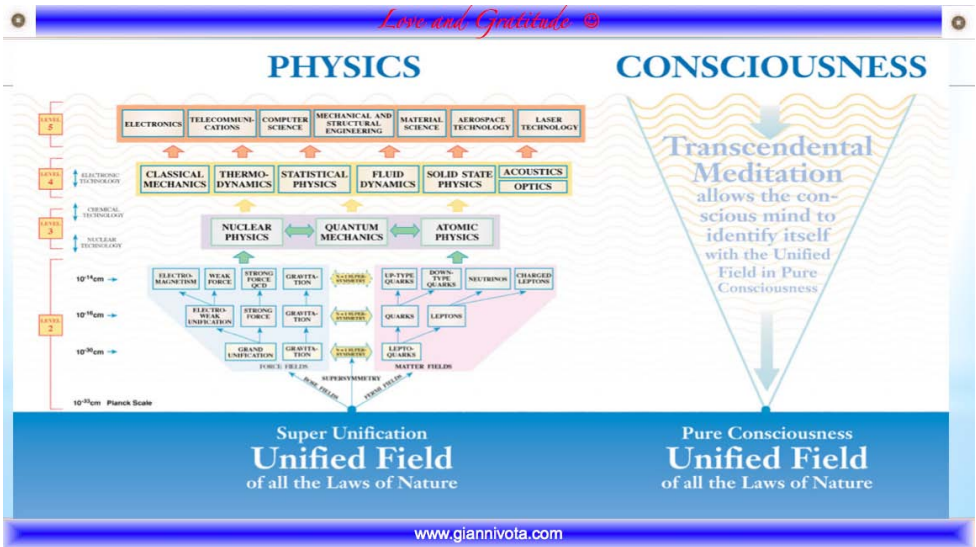 Love and Gratitude ©
PHYSICS
CONSCIOUSNESS
LEVEL
5
ELECTRONICS
TELECOMMUNI-
CATIONS
COMPUTER
SCIENCE
MECHANICAL AND
STRUCTURAL
ENGINEERING
MATERIAL
SCIENCE
AEROSPACE
TECHNOLOGY
LASER
TECHNOLOGY
LEVEL
4
ELECTRONIC
TECHNOLOGY
CLASSICAL
MECHANICS
THERMO-
DYNAMICS
STATISTICAL
PHYSICS
FLUID
DYNAMICS
SOLID STATE
PHYSICS
ACOUSTICS
OPTICS
CHEMICAL
TECHNOLOGY
LEVEL
3
NUCLEAR
TECHNOLOGY
NUCLEAR
PHYSICS
QUANTUM
MECHANICS
ATOMIC
PHYSICS
LEVEL
2
10⁻¹⁴cm
ELECTRO-
MAGNETISM
WEAK
FORCE
STRONG
FORCE
QCD
GRAVITA-
TION
UP-TYPE
QUARKS
DOWN-
TYPE
QUARKS
NEUTRINOS
CHARGED
LEPTONS
10⁻¹⁶cm
ELECTRO-
WEAK
UNIFICATION
STRONG
FORCE
GRAVITA-
TION
QUARKS
LEPTONS
10⁻³⁰cm
GRAND
UNIFICATION
GRAVITA-
TION
LEPTO-
QUARKS
FORCE FIELDS
MATTER FIELDS
SUPERSYMMETRY
BOSE FIELDS
FERMI FIELDS
10⁻³³cm Planck Scale
Super Unification
Unified Field
of all the Laws of Nature
Transcendental
Meditation
allows the con-
scious mind to
identify itself
with the Unified
Field in Pure
Consciousness
Pure Consciousness
Unified Field
of all the Laws of Nature
www.giannivota.com